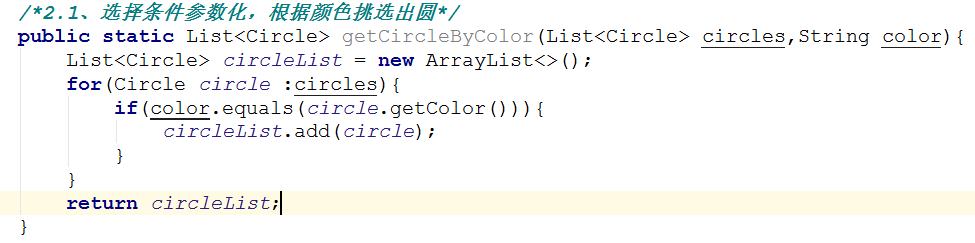 /*2.1、选择条件参数化，根据颜色挑选出圆*/
public static List<Circle> getCircleByColor(List<Circle> circles,String color){
    List<Circle> circleList = new ArrayList<>();
    for(Circle circle :circles){
        if(color.equals(circle.getColor())){
            circleList.add(circle);
        }
    }
    return circleList;
}